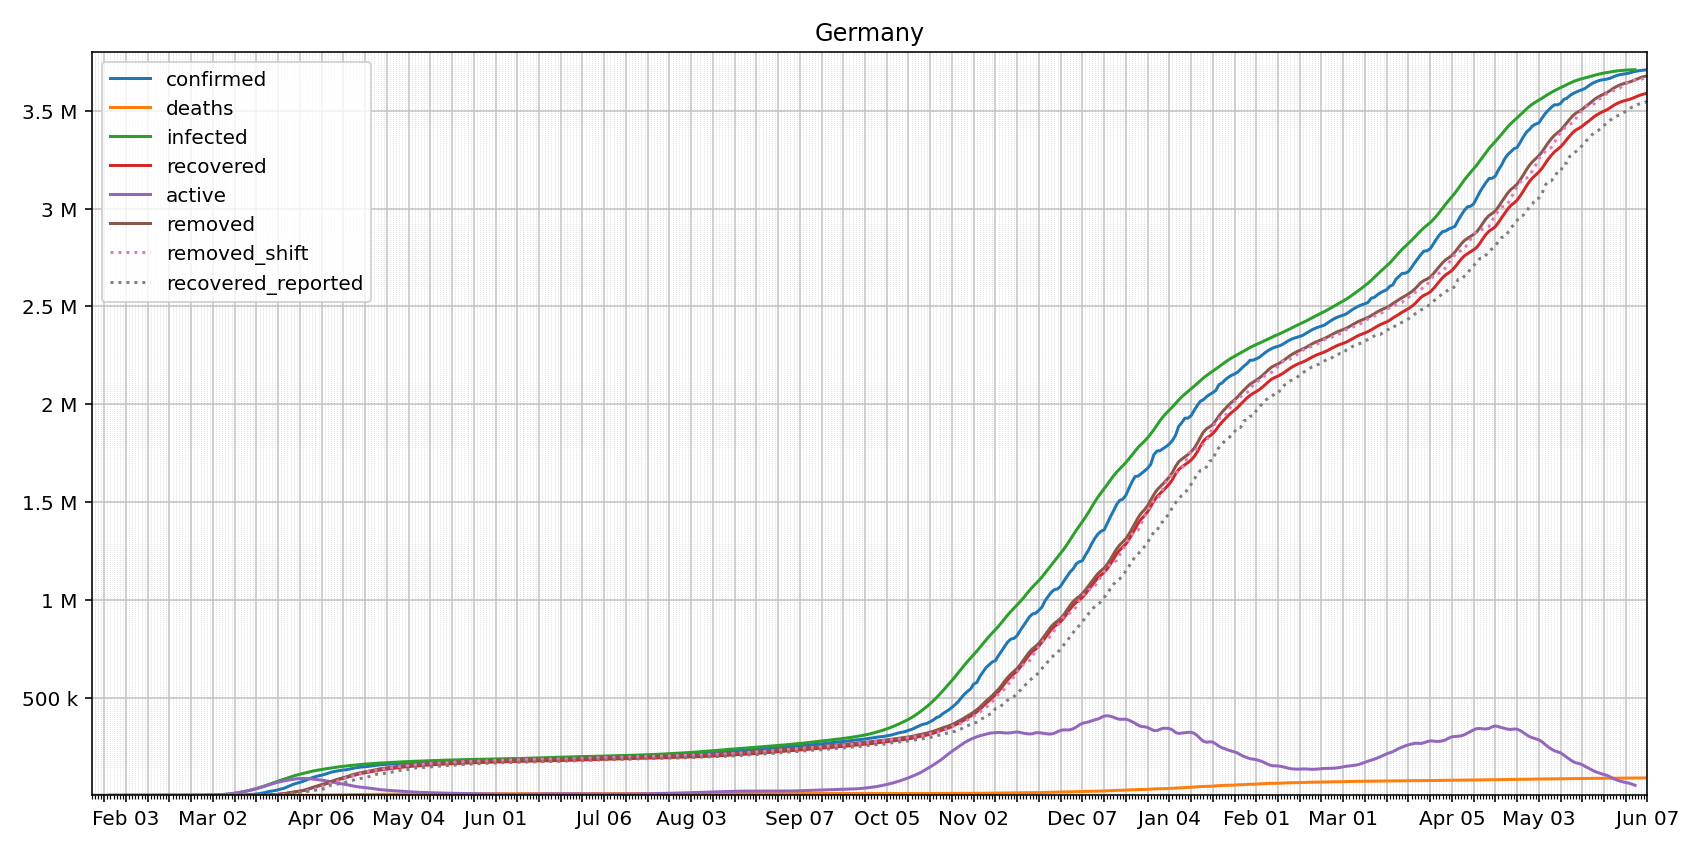 Germany
confirmed
deaths
infected
recovered
active
removed
removed_shift
recovered_reported
3.5 M
3 M
2.5 M
2 M
1.5 M
1 M
500 k
Feb 03 Mar 02 Apr 06 May 04 Jun 01 Jul 06 Aug 03 Sep 07 Oct 05 Nov 02 Dec 07 Jan 04 Feb 01 Mar 01 Apr 05 May 03 Jun 07